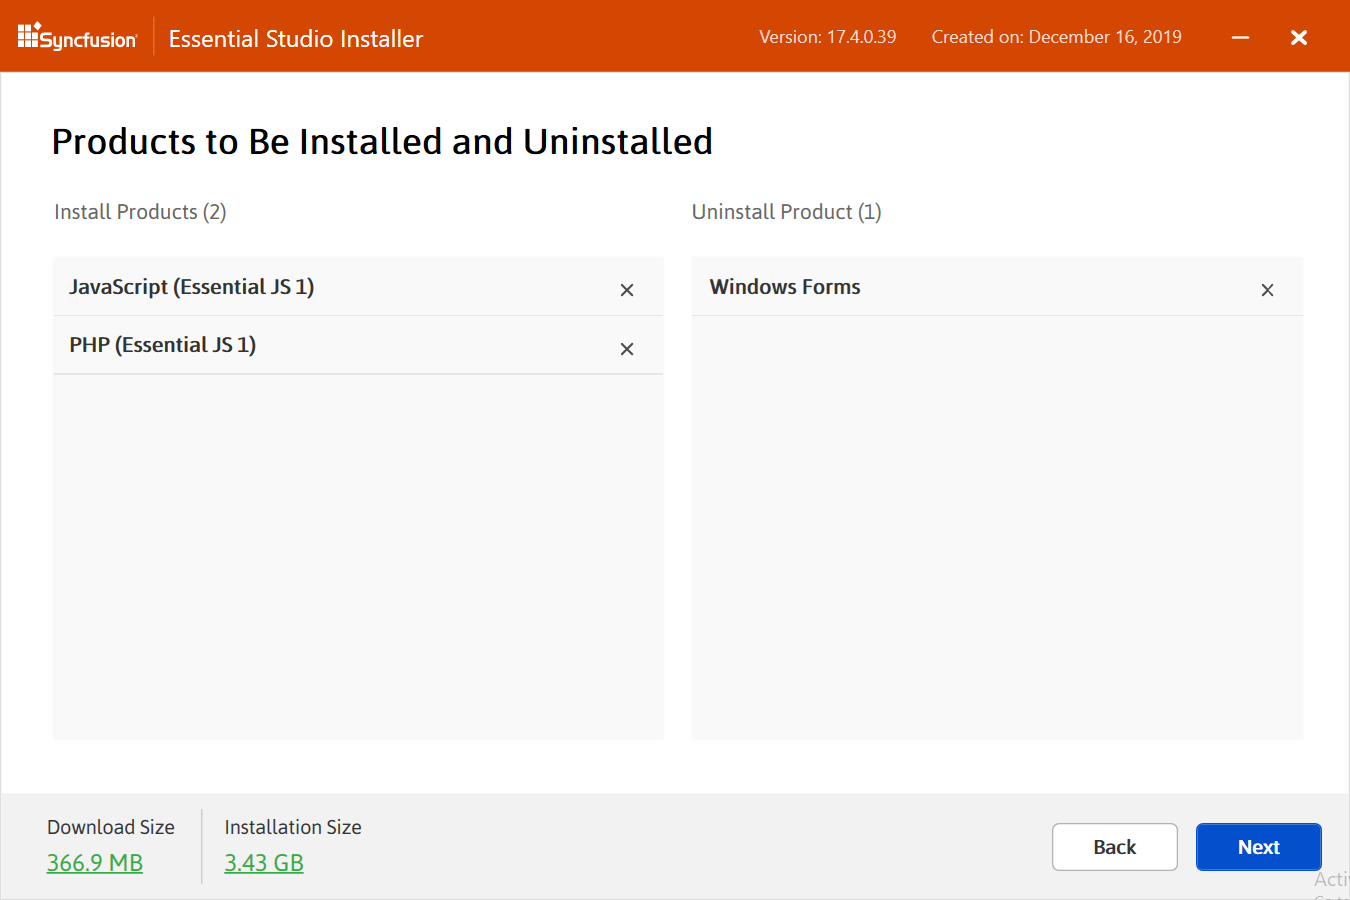 Syncfusion
Essential Studio Installer
Version: 17.4.0.39
Created on: December 16, 2019
Products to Be Installed and Uninstalled
Install Products (2)
Uninstall Product (1)
JavaScript (Essential JS 1)
PHP (Essential JS 1)
Windows Forms
Download Size
366.9 MB
Installation Size
3.43 GB
Back
Next